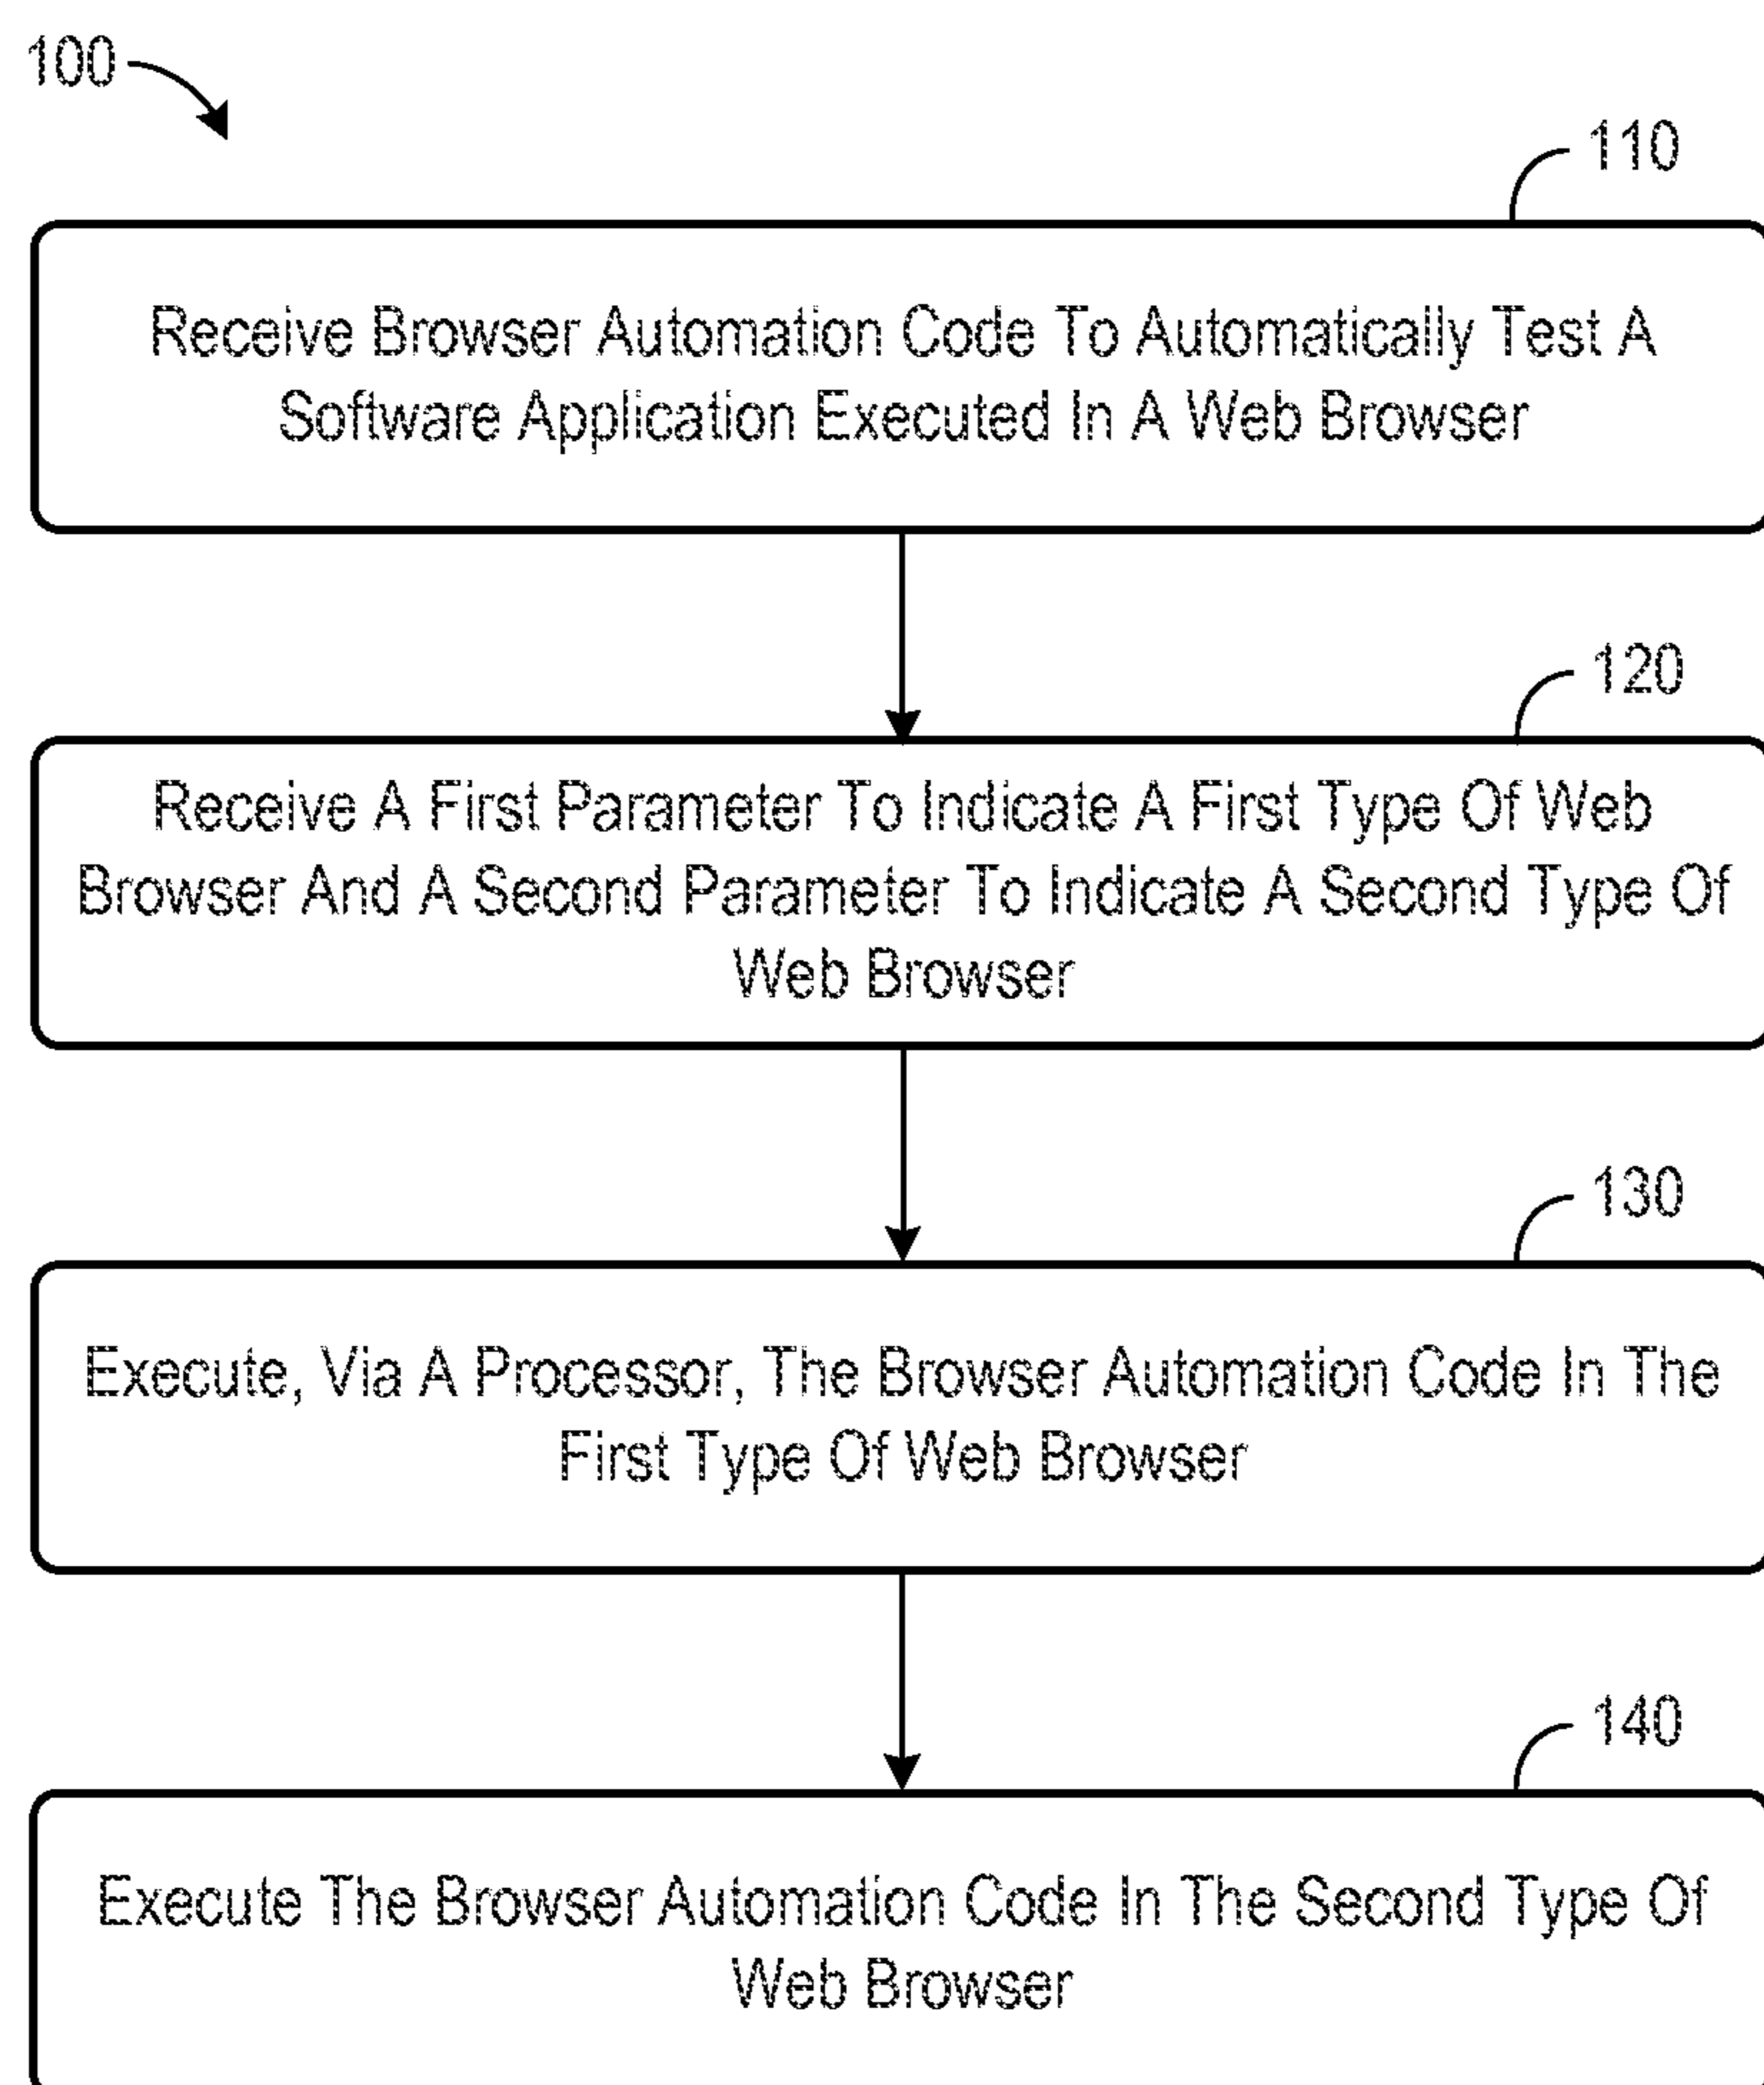 100
110
Receive Browser Automation Code To Automatically Test A
Software Application Executed In A Web Browser
120
Receive A First Parameter To Indicate A First Type Of Web
Browser And A Second Parameter To Indicate A Second Type Of
Web Browser
130
Execute, Via A Processor, The Browser Automation Code In The
First Type Of Web Browser
140
Execute The Browser Automation Code In The Second Type Of
Web Browser